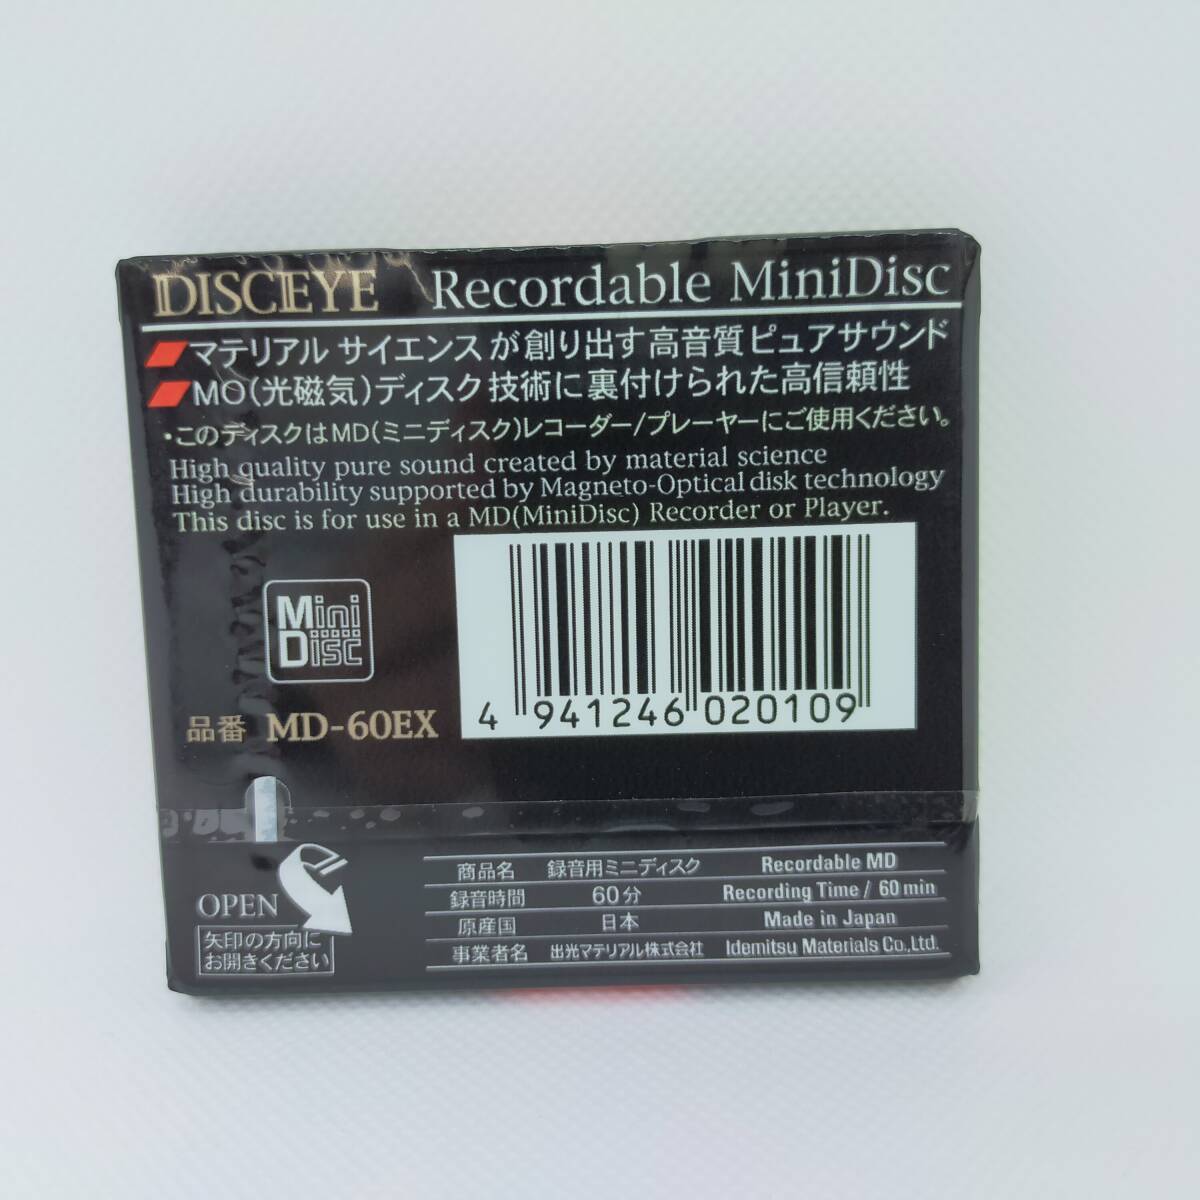 DISCEYE Recordable MiniDisc
マテリアル サイエンスが創り出す高音質ピュアサウンド
MO(光磁気)ディスク技術に裏付けられた高信頼性
・このディスクはMD(ミニディスク)レコーダー/プレーヤーにご使用ください。
High quality pure sound created by material science
High durability supported by Magneto-Optical disk technology
This disc is for use in a MD(MiniDisc) Recorder or Player.
Mini
Disc
4 941246 020109
品番 MD-60EX
OPEN
矢印の方向に
お開きください
商品名 録音用ミニディスク Recordable MD
録音時間 60分 Recording Time / 60 min
原産国 日本 Made in Japan
事業者名 出光マテリアル株式会社 Idemitsu Materials Co.,Ltd.